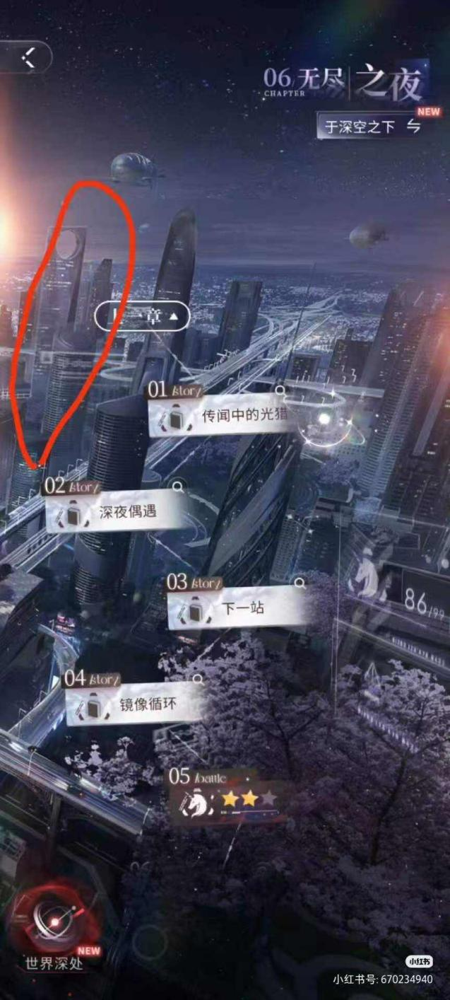 06 无尽之夜
CHAPTER
NEW
于深空之下
上一章
01 story
传闻中的光猎
02 story
深夜偶遇
03 story
下一站
86/99
04 story
镜像循环
05 battle
NEW
世界深处
小红书
小红书号: 670234940